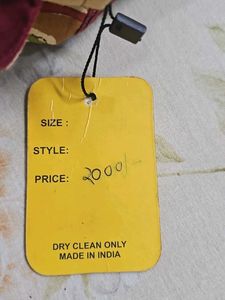 SIZE :
STYLE:
PRICE: 2000/-
DRY CLEAN ONLY
MADE IN INDIA